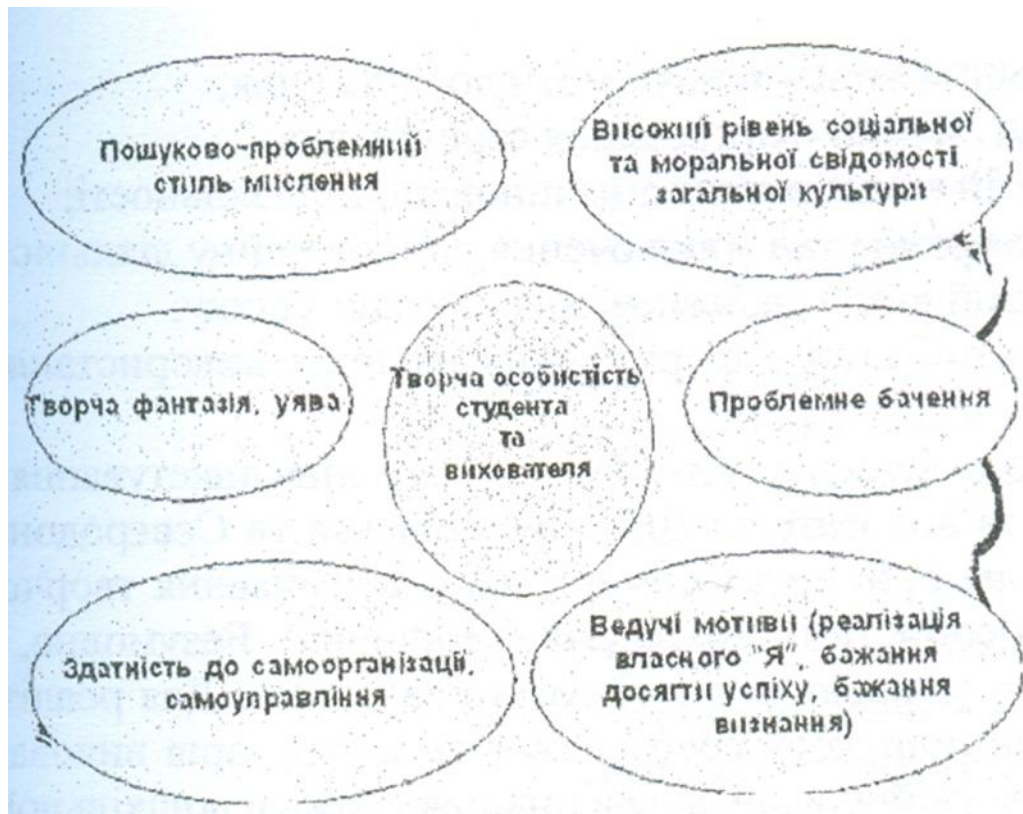 Пошуково-проблемний
стиль мислення
Високий рівень соціальної
та моральної свідомості
загальної культури
Творча фантазія, уява
Творча особистість
студента
та
вихователя
Проблемне бачення
Здатність до самоорганізації,
самоуправління
Ведучі мотиви (реалізація
власного "Я", бажання
досягти успіху, бажання
визнання)